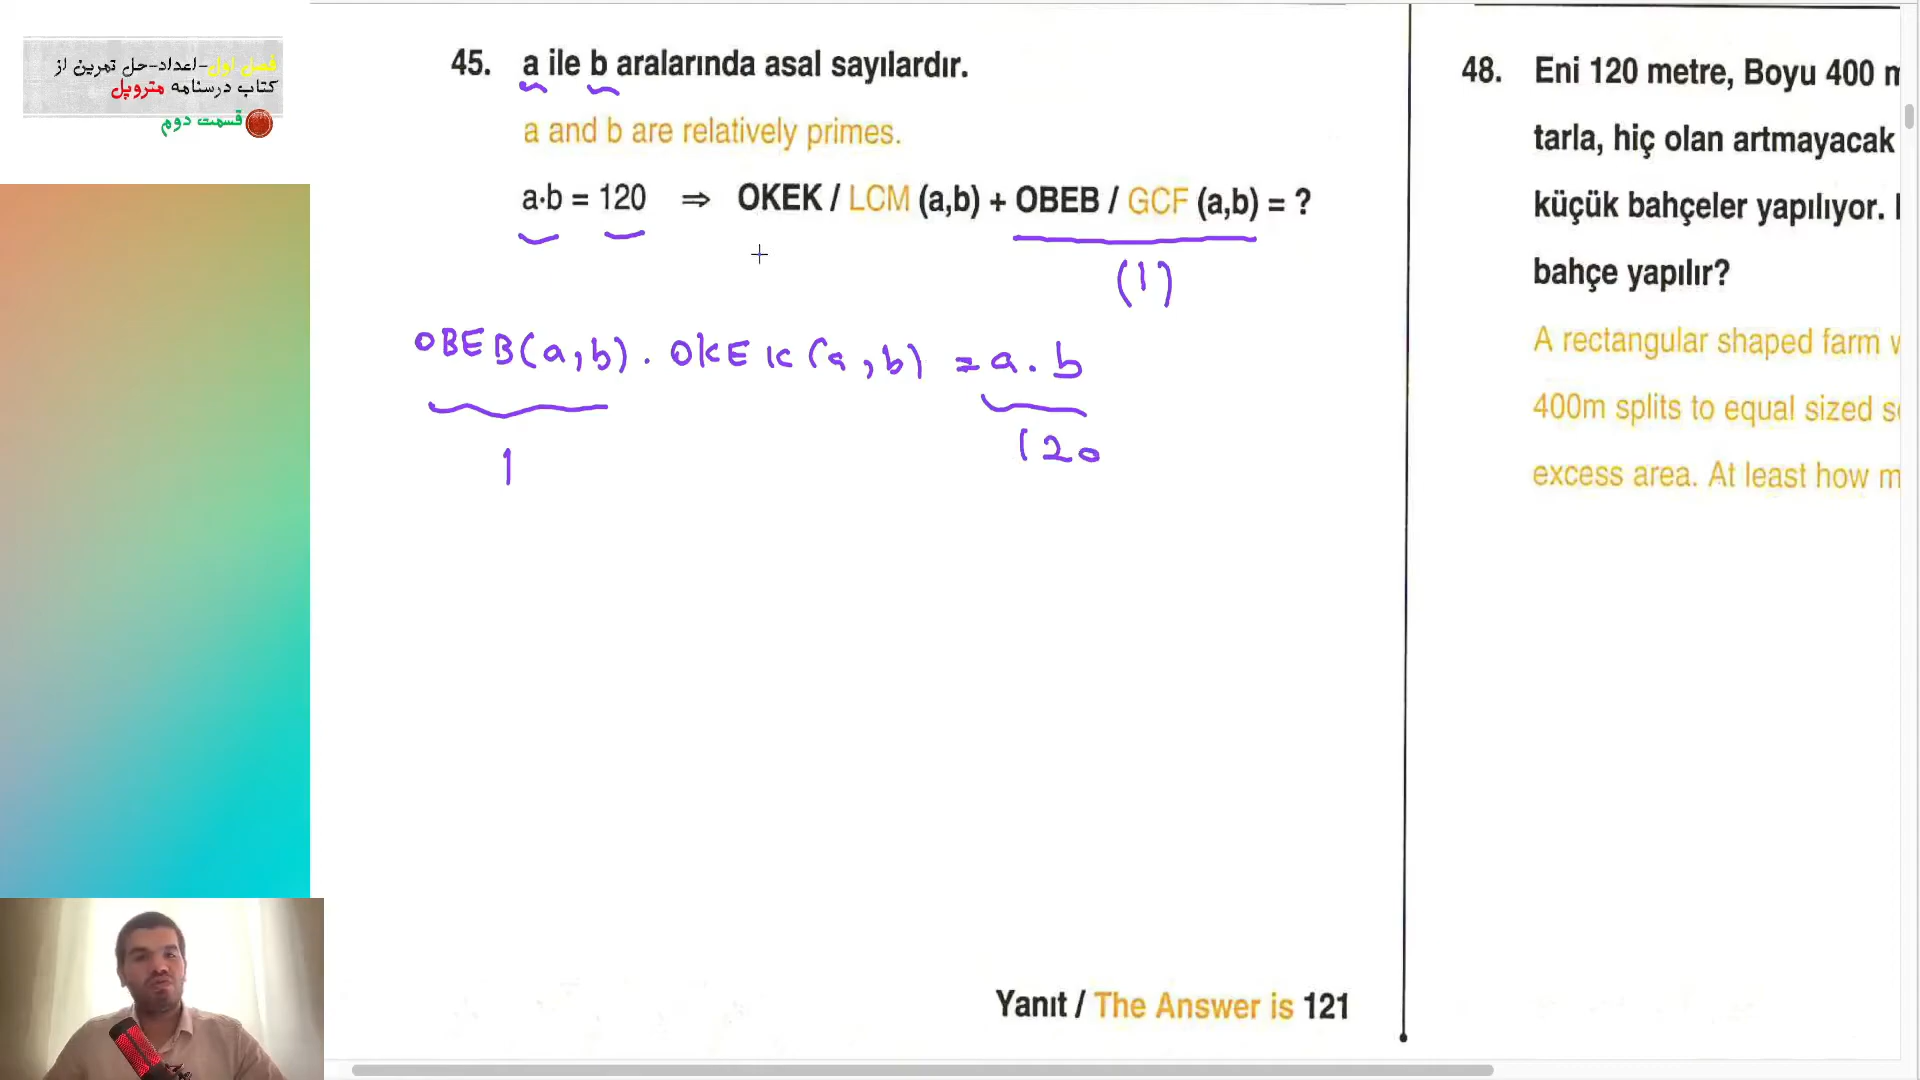 فصل اول-اعداد-حل تمرین از
کتاب درسنامه متروپل
قسمت دوم
45. a ile b aralarında asal sayılardır.
a and b are relatively primes.
a·b = 120 ⇒ OKEK / LCM (a,b) + OBEB / GCF (a,b) = ?
(1)
OBEB(a,b) . OKEK(a,b) = a.b
1
120
Yanıt / The Answer is 121
48. Eni 120 metre, Boyu 400 m
tarla, hiç olan artmayacak
küçük bahçeler yapılıyor.
bahçe yapılır?
A rectangular shaped farm w
400m splits to equal sized s
excess area. At least how m